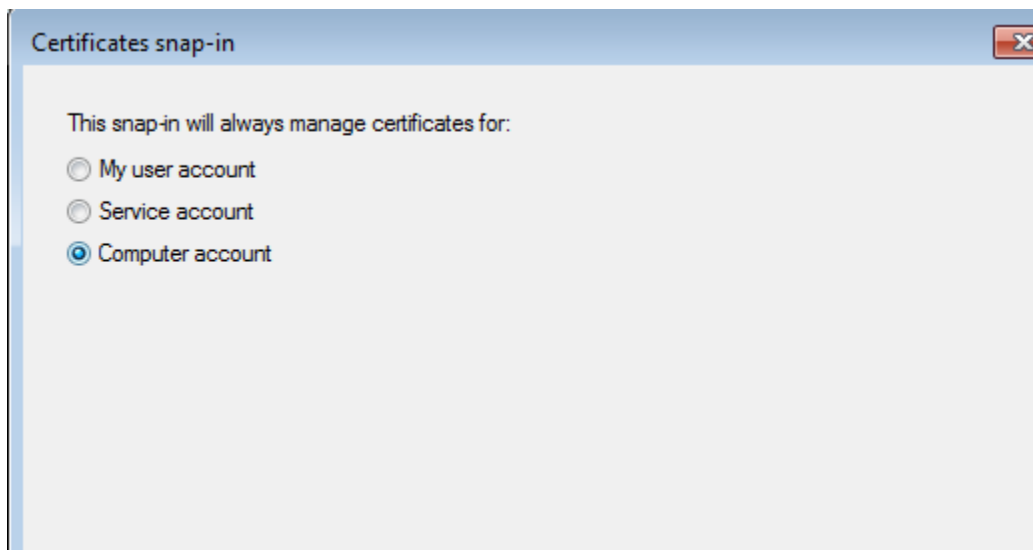 Certificates snap-in
This snap-in will always manage certificates for:
My user account
Service account
Computer account